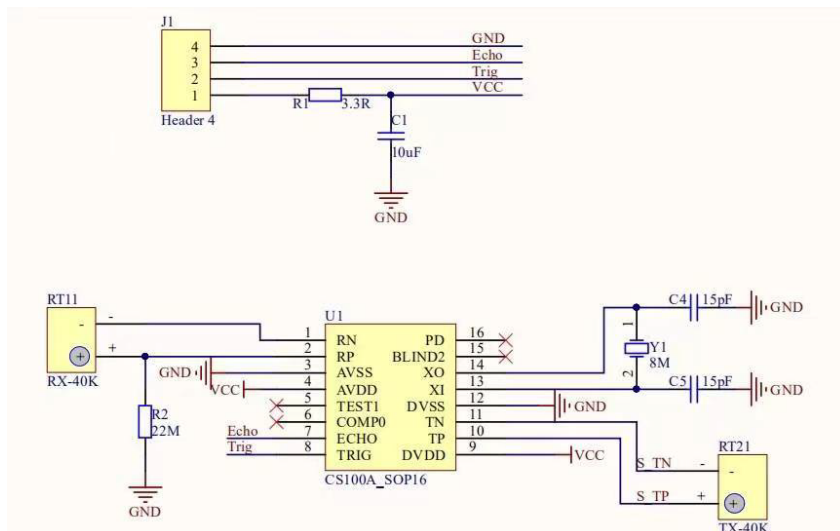 J1
4 GND
3 Echo
2 Trig
1 R1 3.3R VCC
Header 4
C1
10uF
GND
RT11
-
-
+
+
RX-40K
R2
22M
GND
U1
1 RN PD 16
2 RP BLIND2 15
GND 3 AVSS XO 14
VCC 4 AVDD XI 13
5 TEST1 DVSS 12 GND
6 COMP0 TN 11
Echo 7 ECHO TP 10
Trig 8 TRIG DVDD 9 VCC
CS100A_SOP16
C4 15pF GND
1
Y1
8M
2
C5 15pF GND
RT21
S_TN - -
S_TP + +
TX-40K